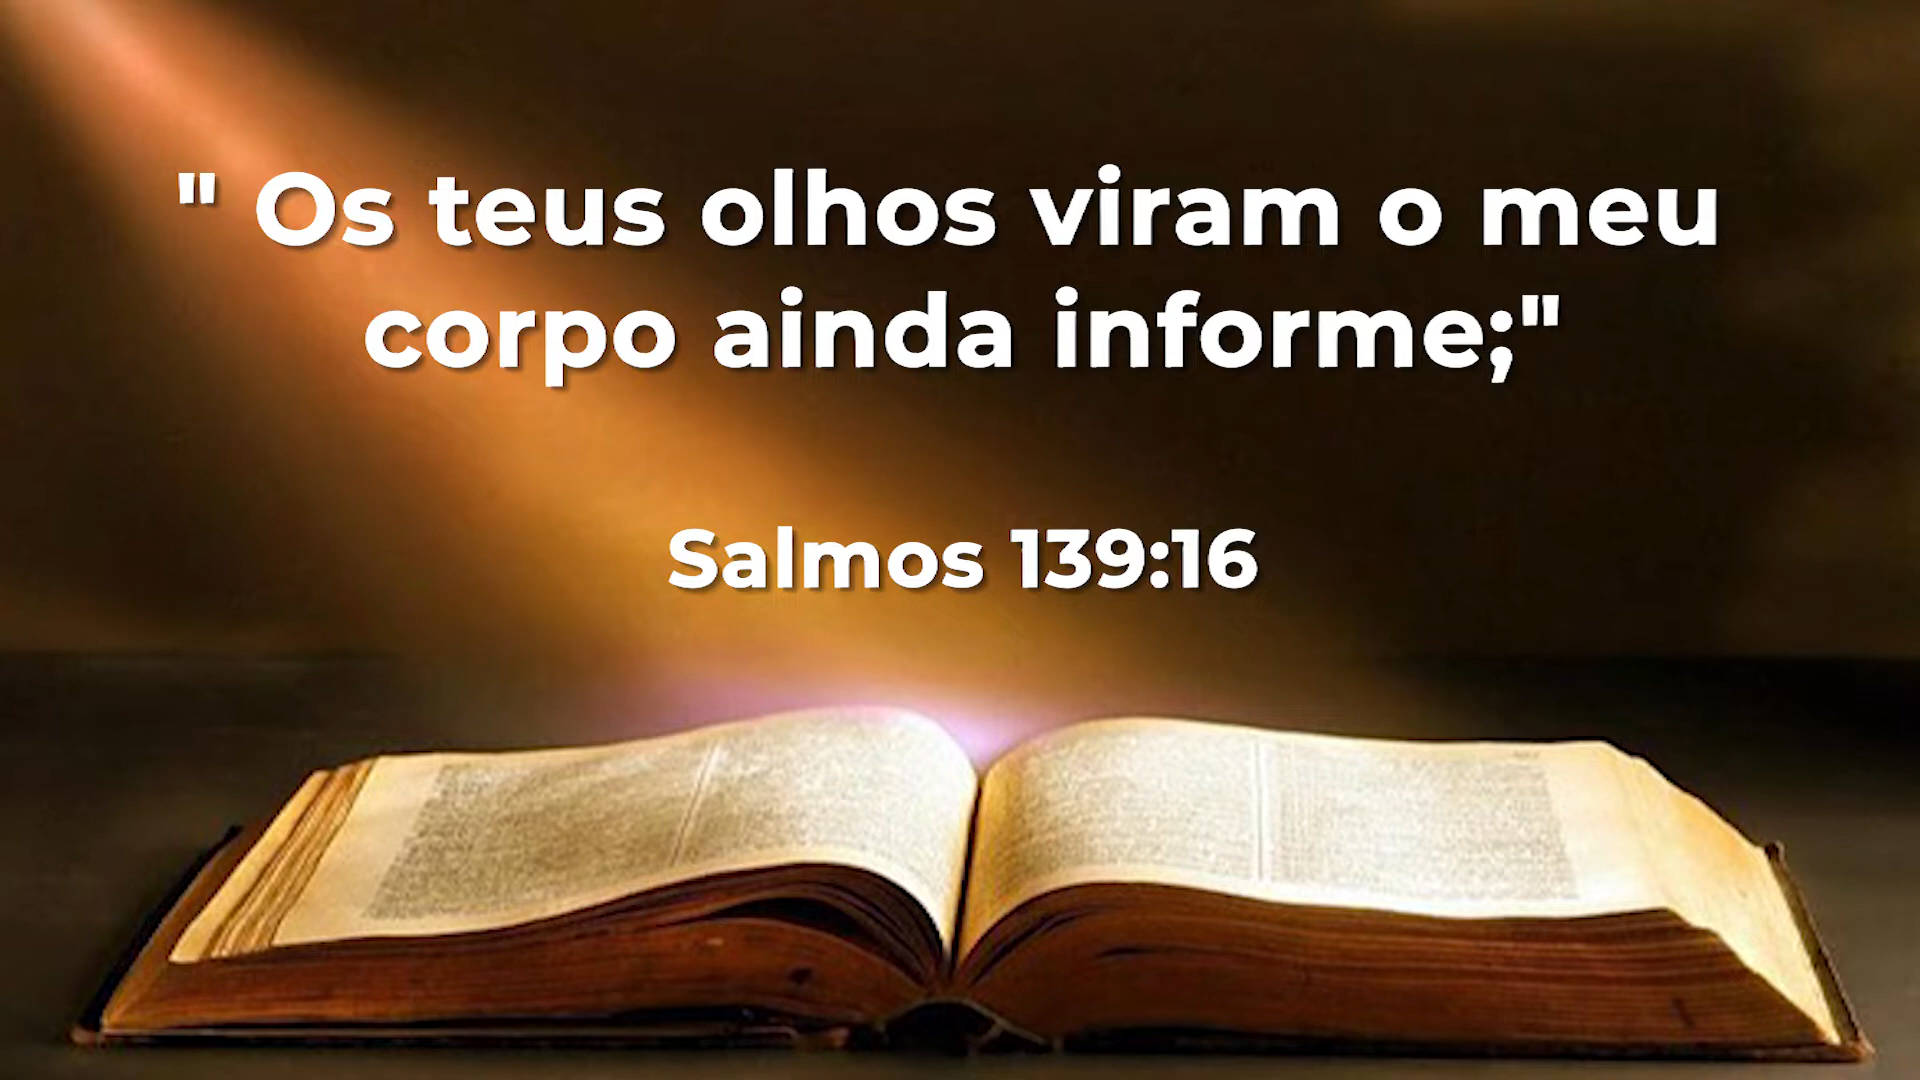 " Os teus olhos viram o meu
corpo ainda informe;"
Salmos 139:16